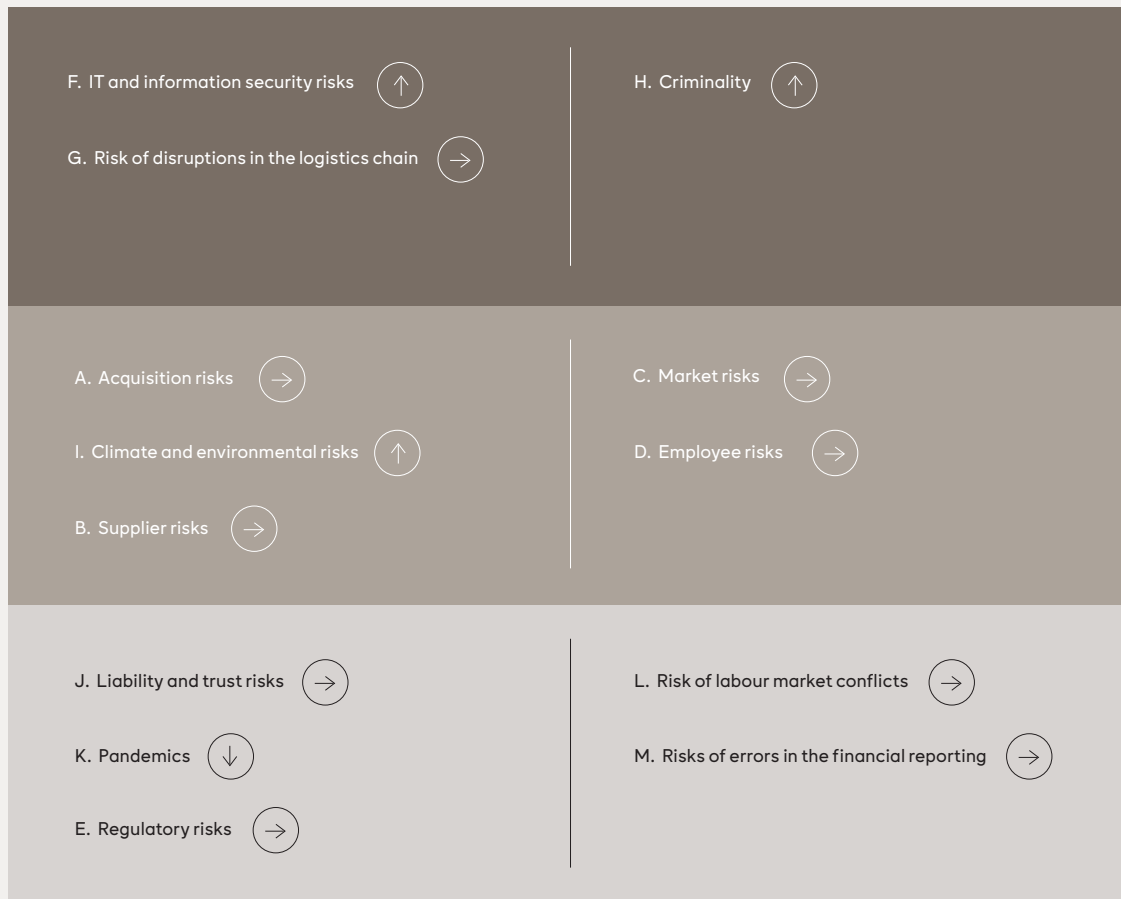 F. IT and information security risks
G. Risk of disruptions in the logistics chain
H. Criminality
A. Acquisition risks
I. Climate and environmental risks
B. Supplier risks
C. Market risks
D. Employee risks
J. Liability and trust risks
K. Pandemics
E. Regulatory risks
L. Risk of labour market conflicts
M. Risks of errors in the financial reporting